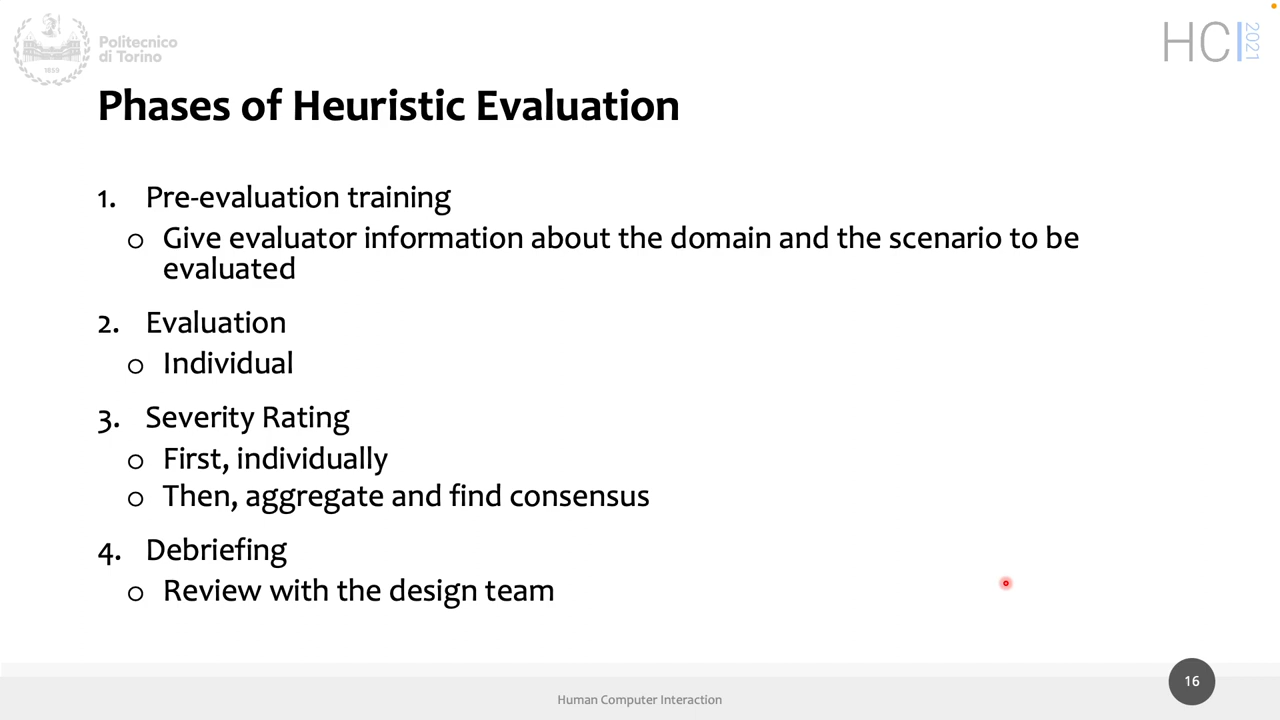 Politecnico
di Torino
1859
HCI
2021
Phases of Heuristic Evaluation
1. Pre-evaluation training
o Give evaluator information about the domain and the scenario to be
evaluated
2. Evaluation
o Individual
3. Severity Rating
o First, individually
o Then, aggregate and find consensus
4. Debriefing
o Review with the design team
Human Computer Interaction
16